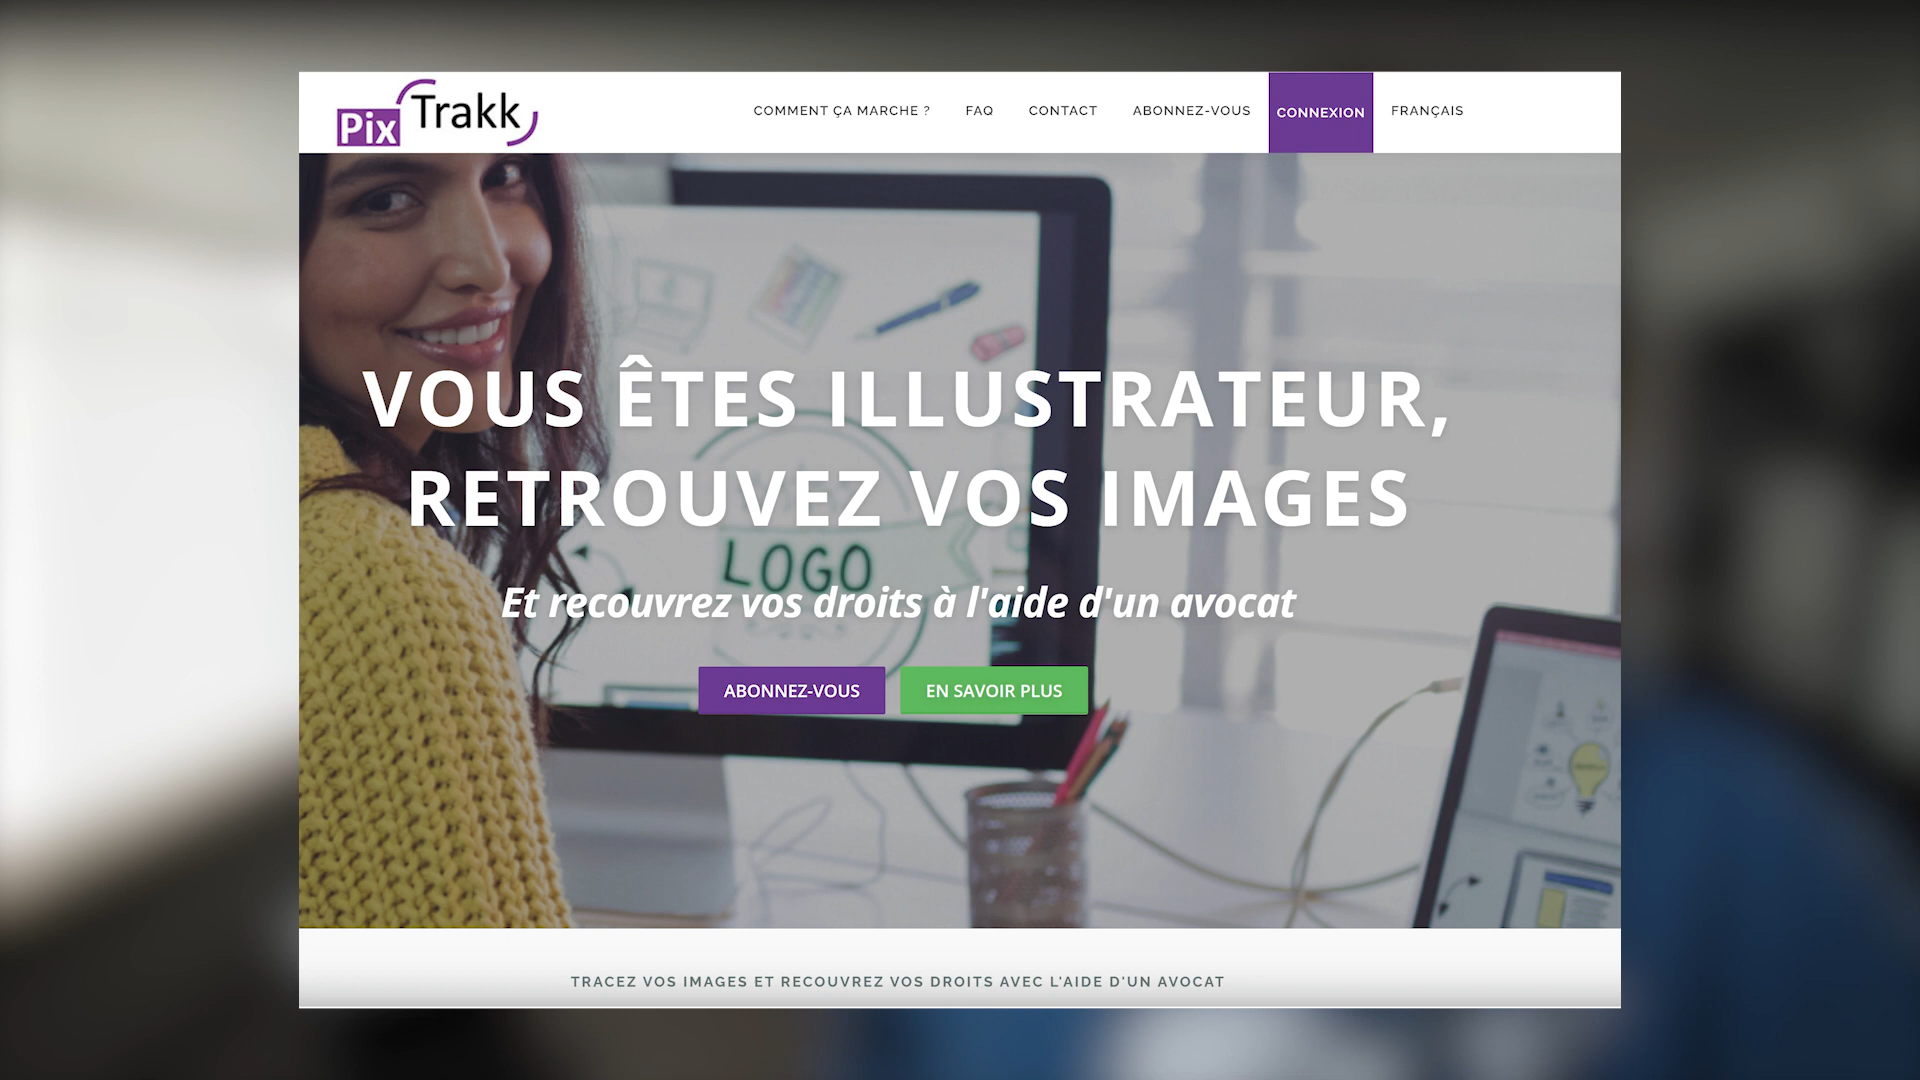 Pix Trakk
COMMENT ÇA MARCHE ? FAQ CONTACT ABONNEZ-VOUS CONNEXION FRANÇAIS
VOUS ÊTES ILLUSTRATEUR,
RETROUVEZ VOS IMAGES
LOGO
Et recouvrez vos droits à l'aide d'un avocat
ABONNEZ-VOUS EN SAVOIR PLUS
TRACEZ VOS IMAGES ET RECOUVREZ VOS DROITS AVEC L'AIDE D'UN AVOCAT